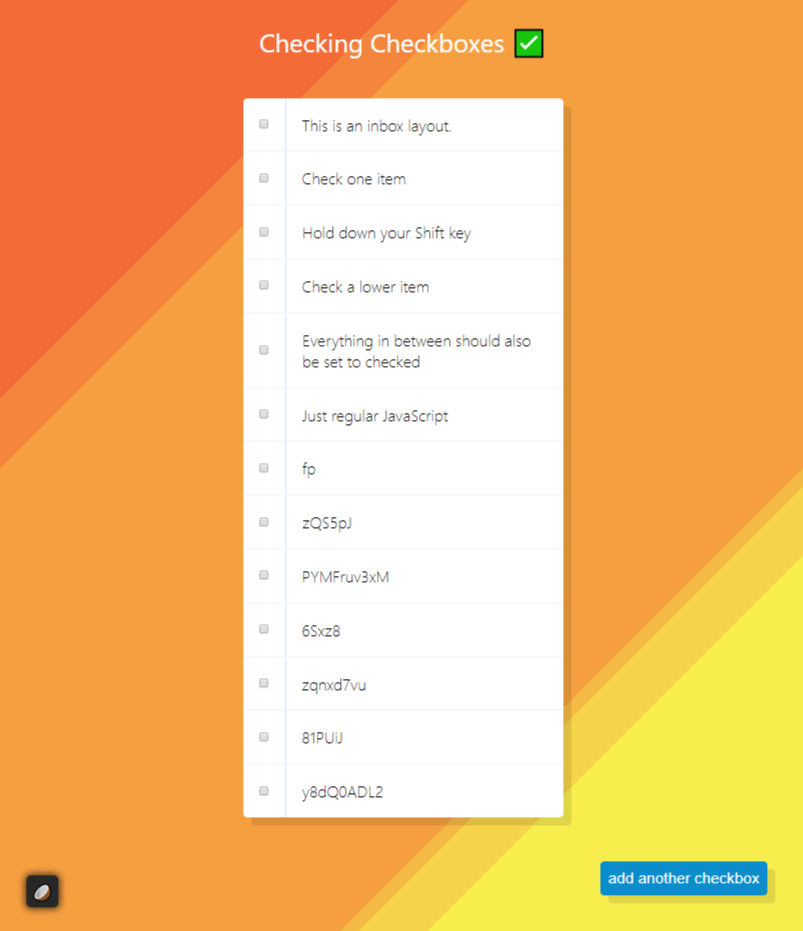 Checking Checkboxes ✅
This is an inbox layout.
Check one item
Hold down your Shift key
Check a lower item
Everything in between should also
be set to checked
Just regular JavaScript
fp
zQS5pJ
PYMFruv3xM
6Sxz8
zqnxd7vu
81PUiJ
y8dQ0ADL2
add another checkbox